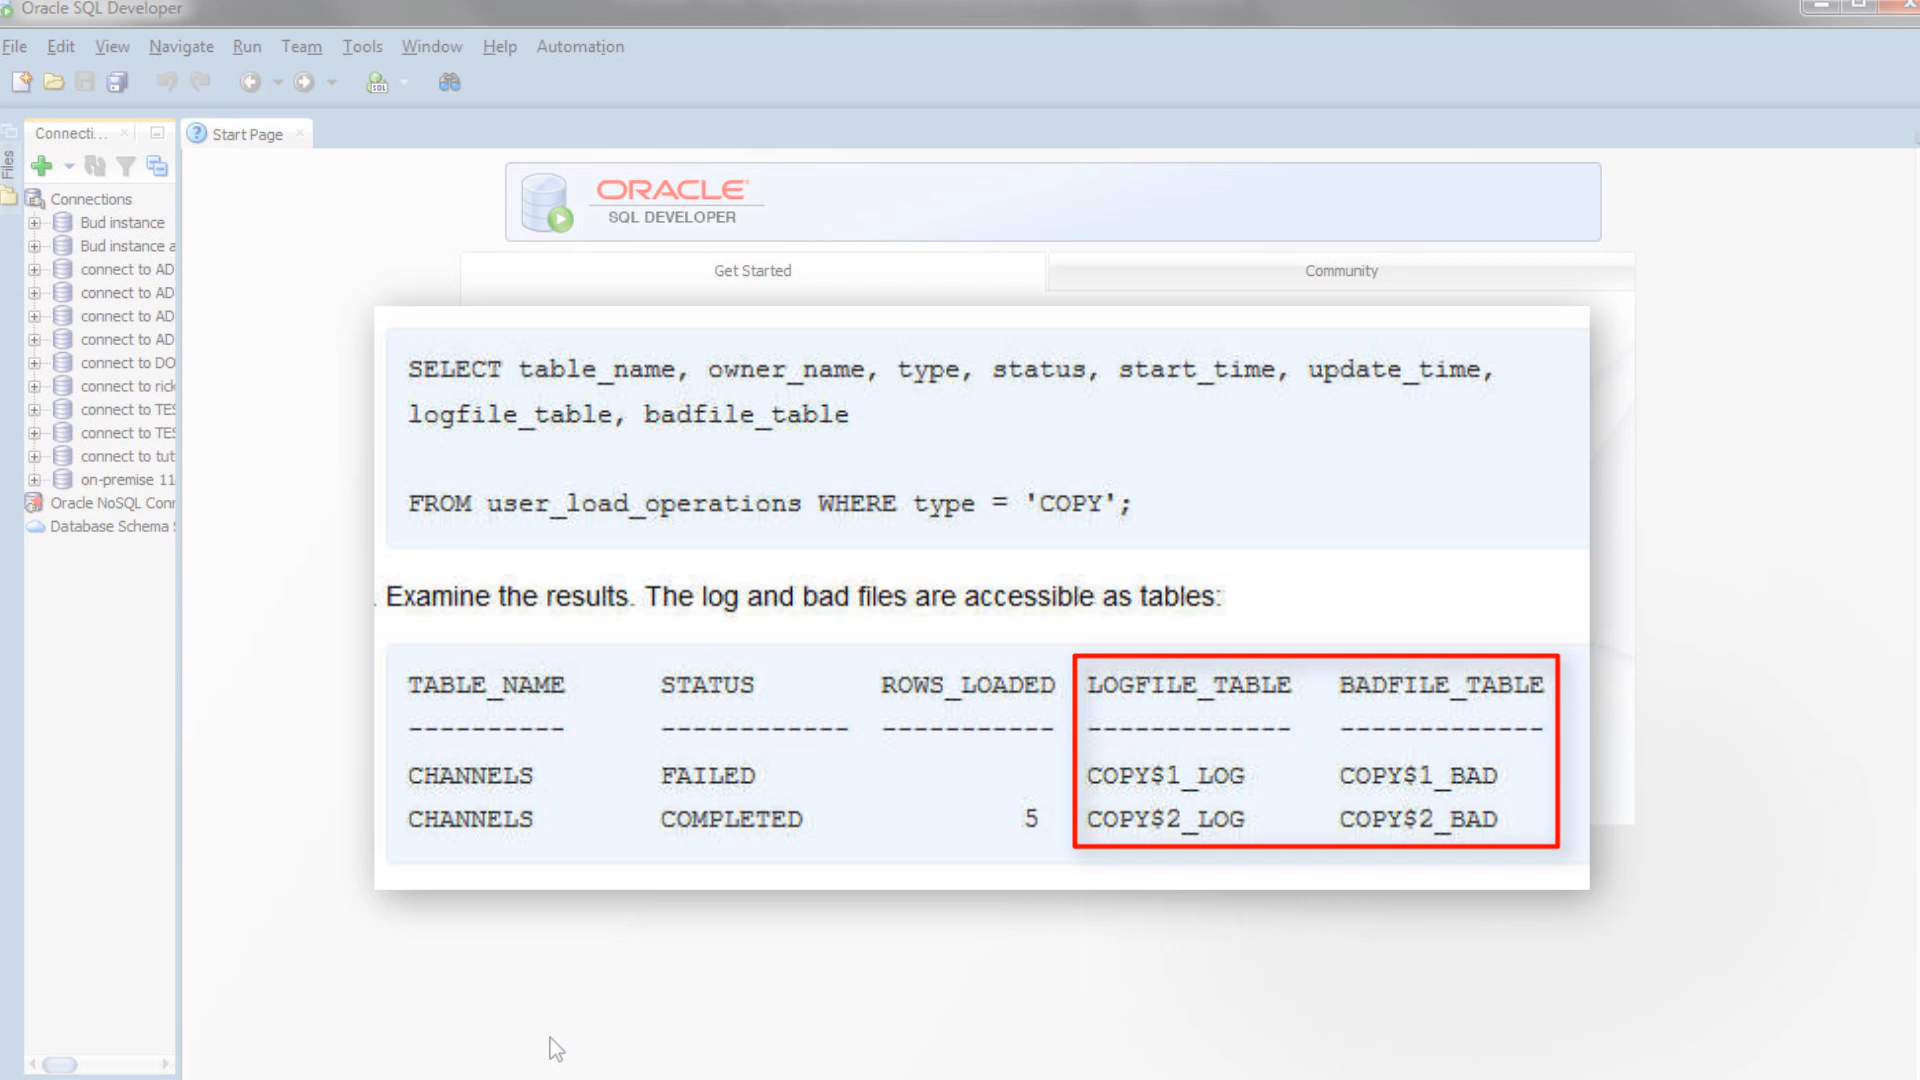 Oracle SQL Developer
File Edit View Navigate Run Team Tools Window Help Automation
SQL
Files
Connecti...
Start Page
Connections
Bud instance
Bud instance a
connect to AD
connect to AD
connect to AD
connect to AD
connect to DO
connect to rick
connect to TES
connect to TES
connect to tut
on-premise 11
Oracle NoSQL Conn
Database Schema S
ORACLE
SQL DEVELOPER
Get Started Community
SELECT table_name, owner_name, type, status, start_time, update_time,
logfile_table, badfile_table
FROM user_load_operations WHERE type = 'COPY';
. Examine the results. The log and bad files are accessible as tables:
TABLE_NAME STATUS ROWS_LOADED LOGFILE_TABLE BADFILE_TABLE
---------- ------------ ----------- ------------- -------------
CHANNELS FAILED COPY$1_LOG COPY$1_BAD
CHANNELS COMPLETED 5 COPY$2_LOG COPY$2_BAD